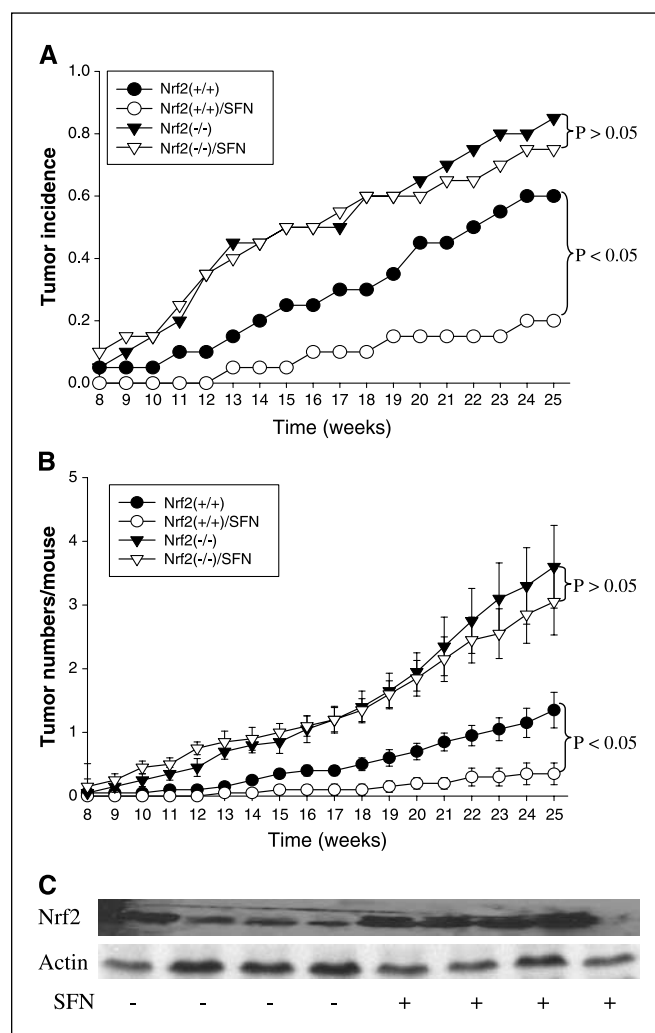 A
Nrf2(+/+)
Nrf2(+/+)/SFN
Nrf2(-/-)
Nrf2(-/-)/SFN
1.0
0.8
0.6
0.4
0.2
0.0
Tumor incidence
P > 0.05
P < 0.05
8 9 10 11 12 13 14 15 16 17 18 19 20 21 22 23 24 25
Time (weeks)
B
Nrf2(+/+)
Nrf2(+/+)/SFN
Nrf2(-/-)
Nrf2(-/-)/SFN
5
4
3
2
1
0
Tumor numbers/mouse
P > 0.05
P < 0.05
8 9 10 11 12 13 14 15 16 17 18 19 20 21 22 23 24 25
Time (weeks)
C
Nrf2
Actin
SFN - - - - + + + +